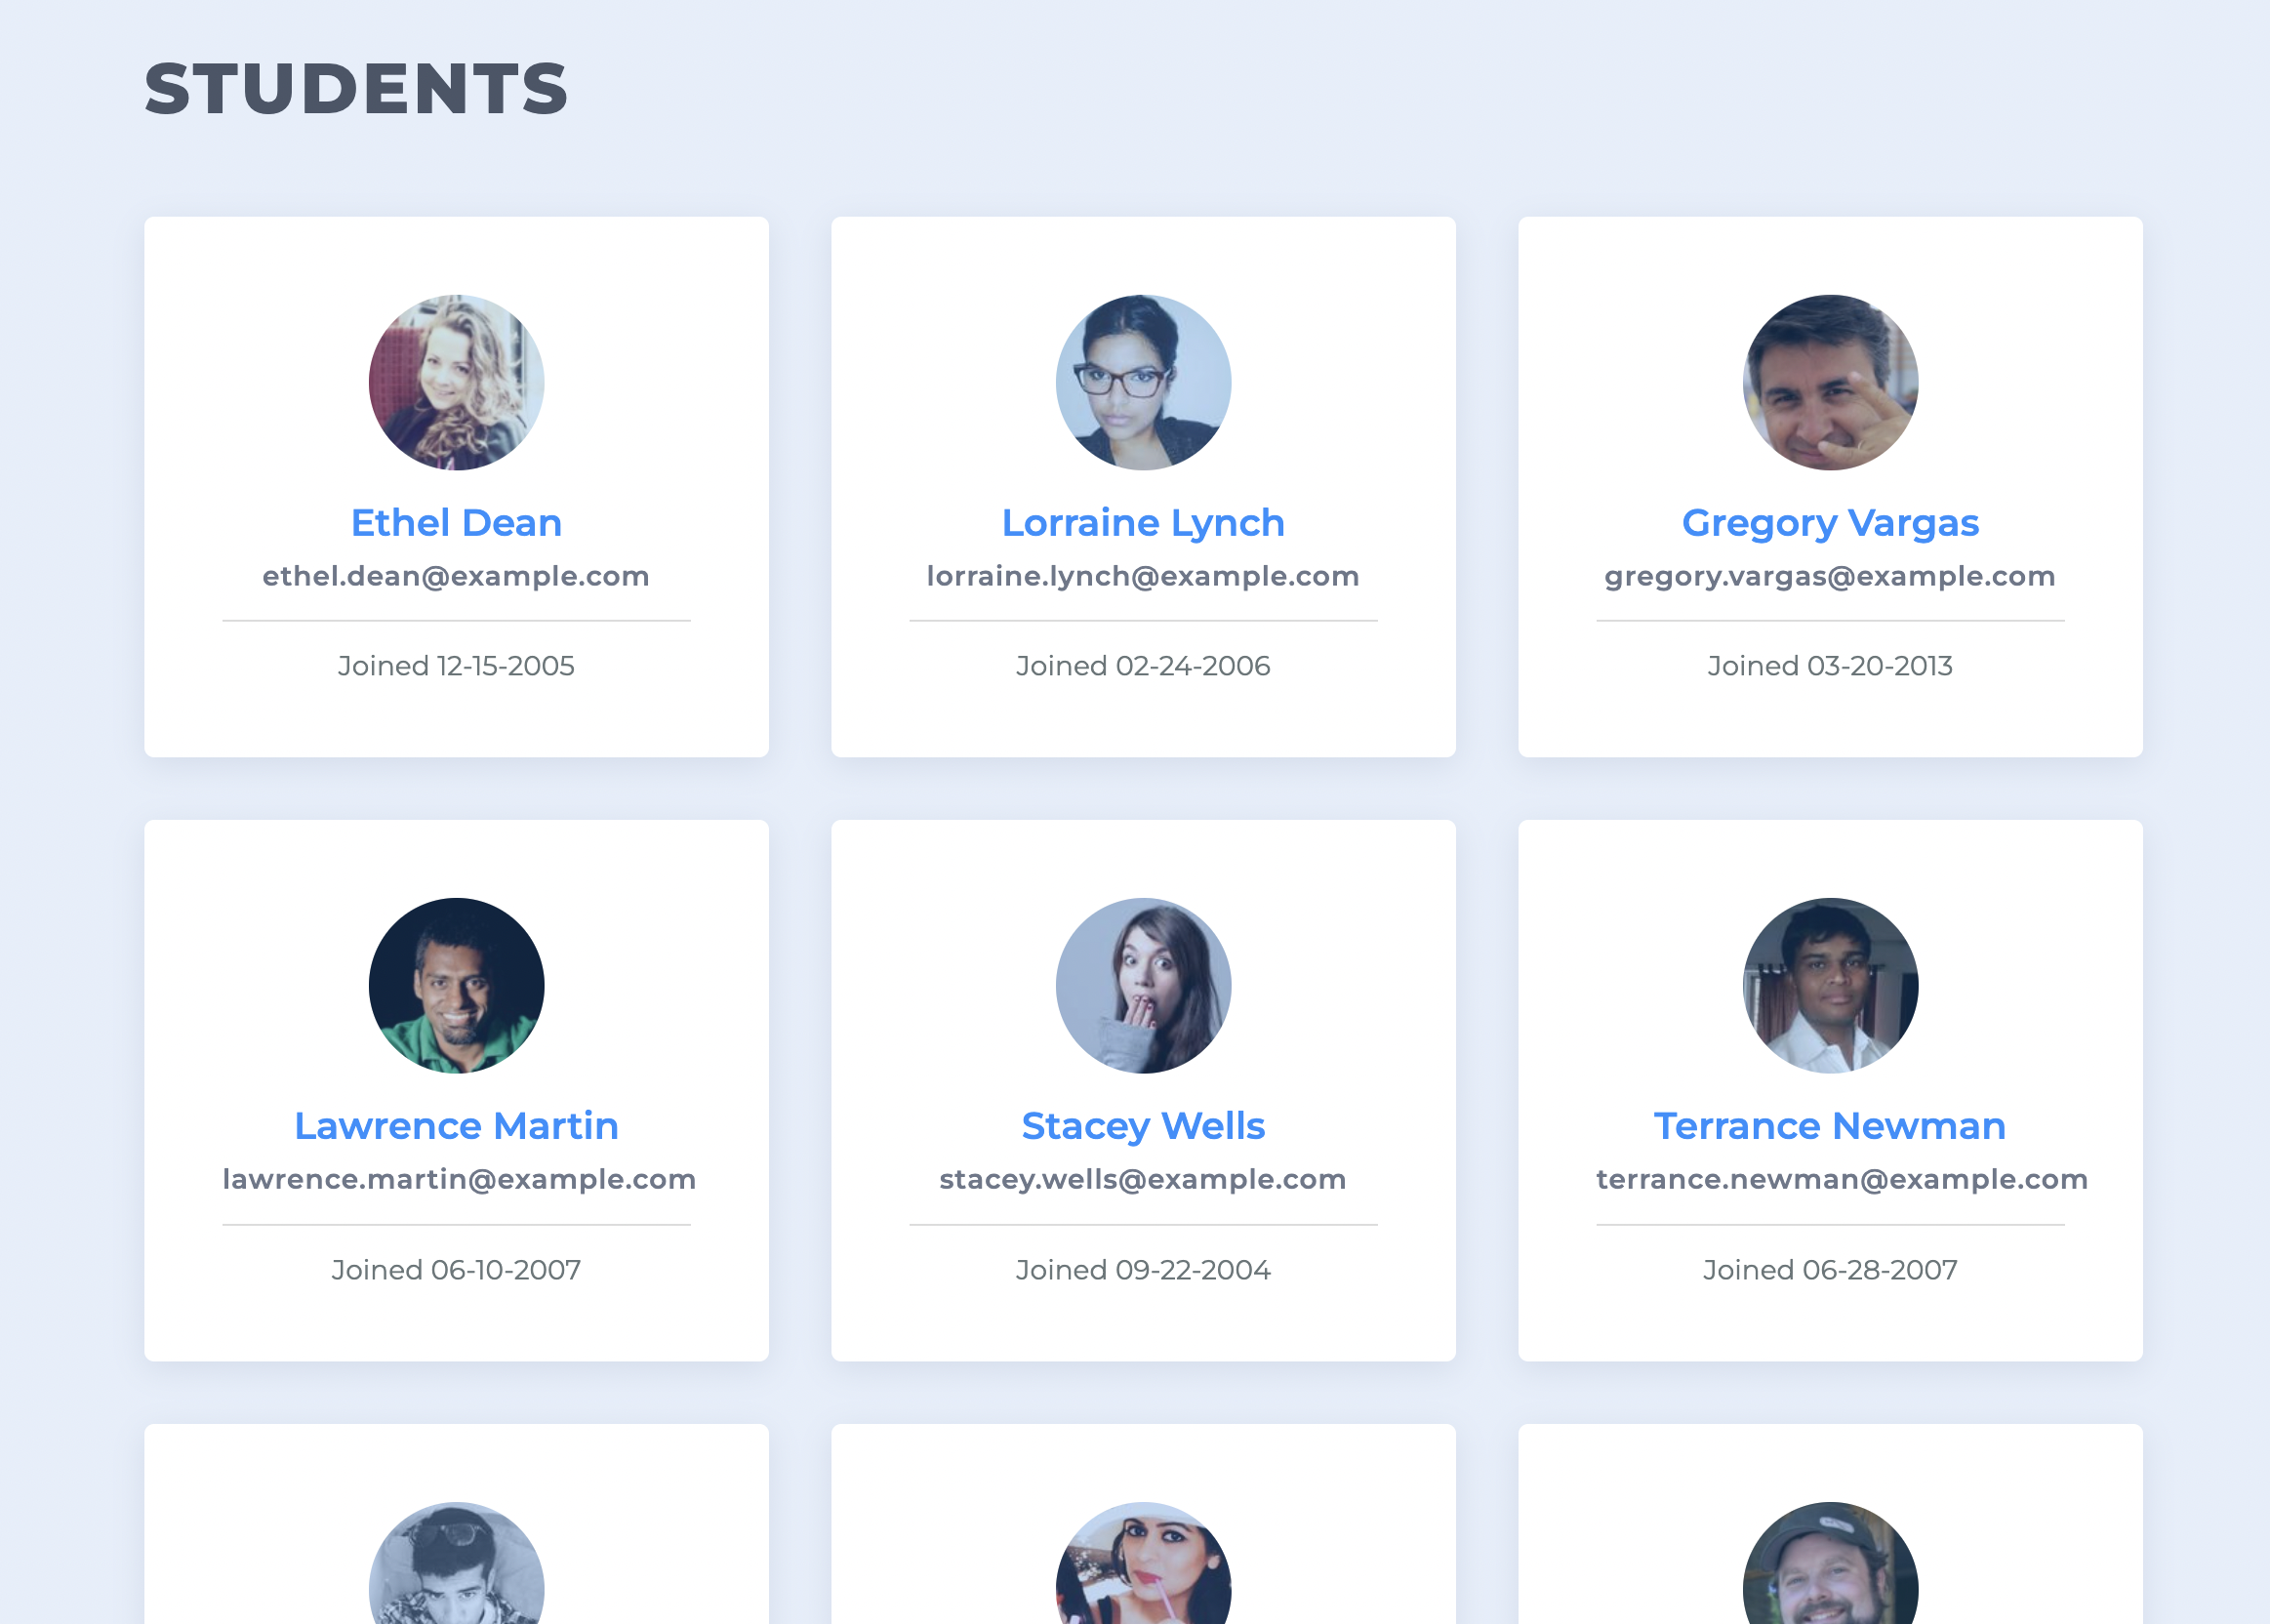 STUDENTS
Ethel Dean
ethel.dean@example.com
Joined 12-15-2005
Lorraine Lynch
lorraine.lynch@example.com
Joined 02-24-2006
Gregory Vargas
gregory.vargas@example.com
Joined 03-20-2013
Lawrence Martin
lawrence.martin@example.com
Joined 06-10-2007
Stacey Wells
stacey.wells@example.com
Joined 09-22-2004
Terrance Newman
terrance.newman@example.com
Joined 06-28-2007